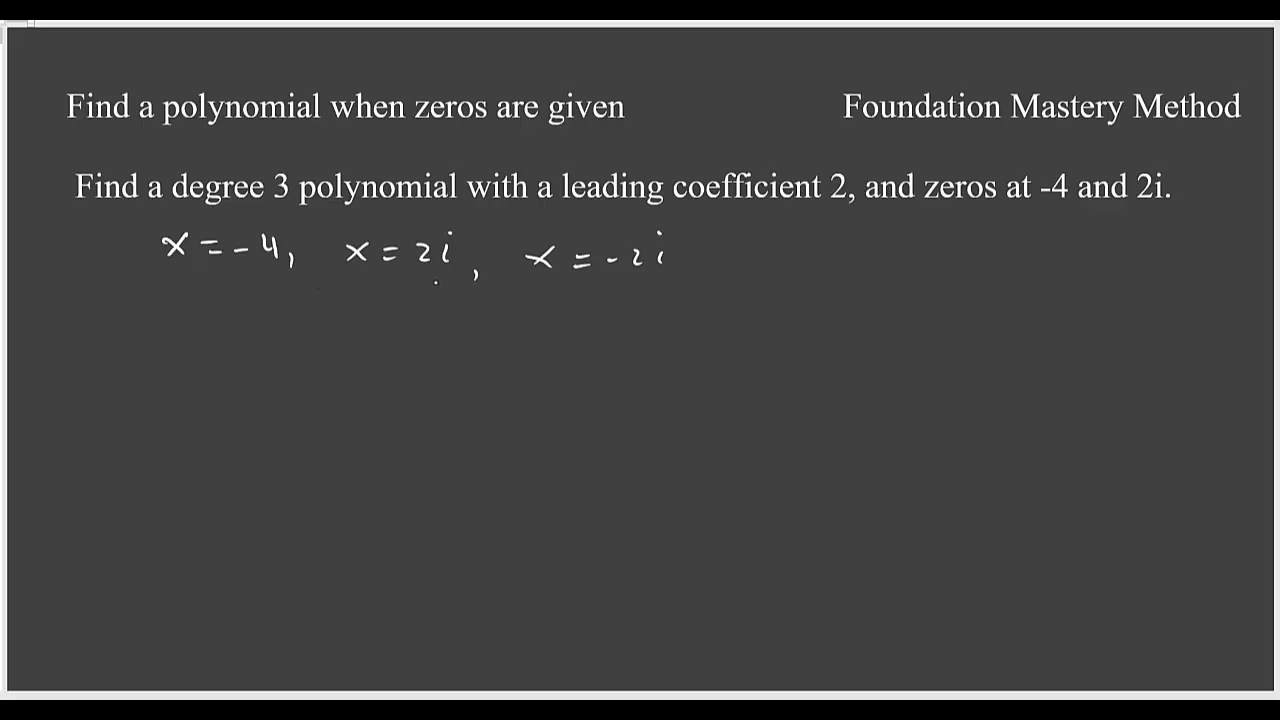 Find a polynomial when zeros are given Foundation Mastery Method
Find a degree 3 polynomial with a leading coefficient 2, and zeros at -4 and 2i.
x = -4, x = 2i, x = -2i